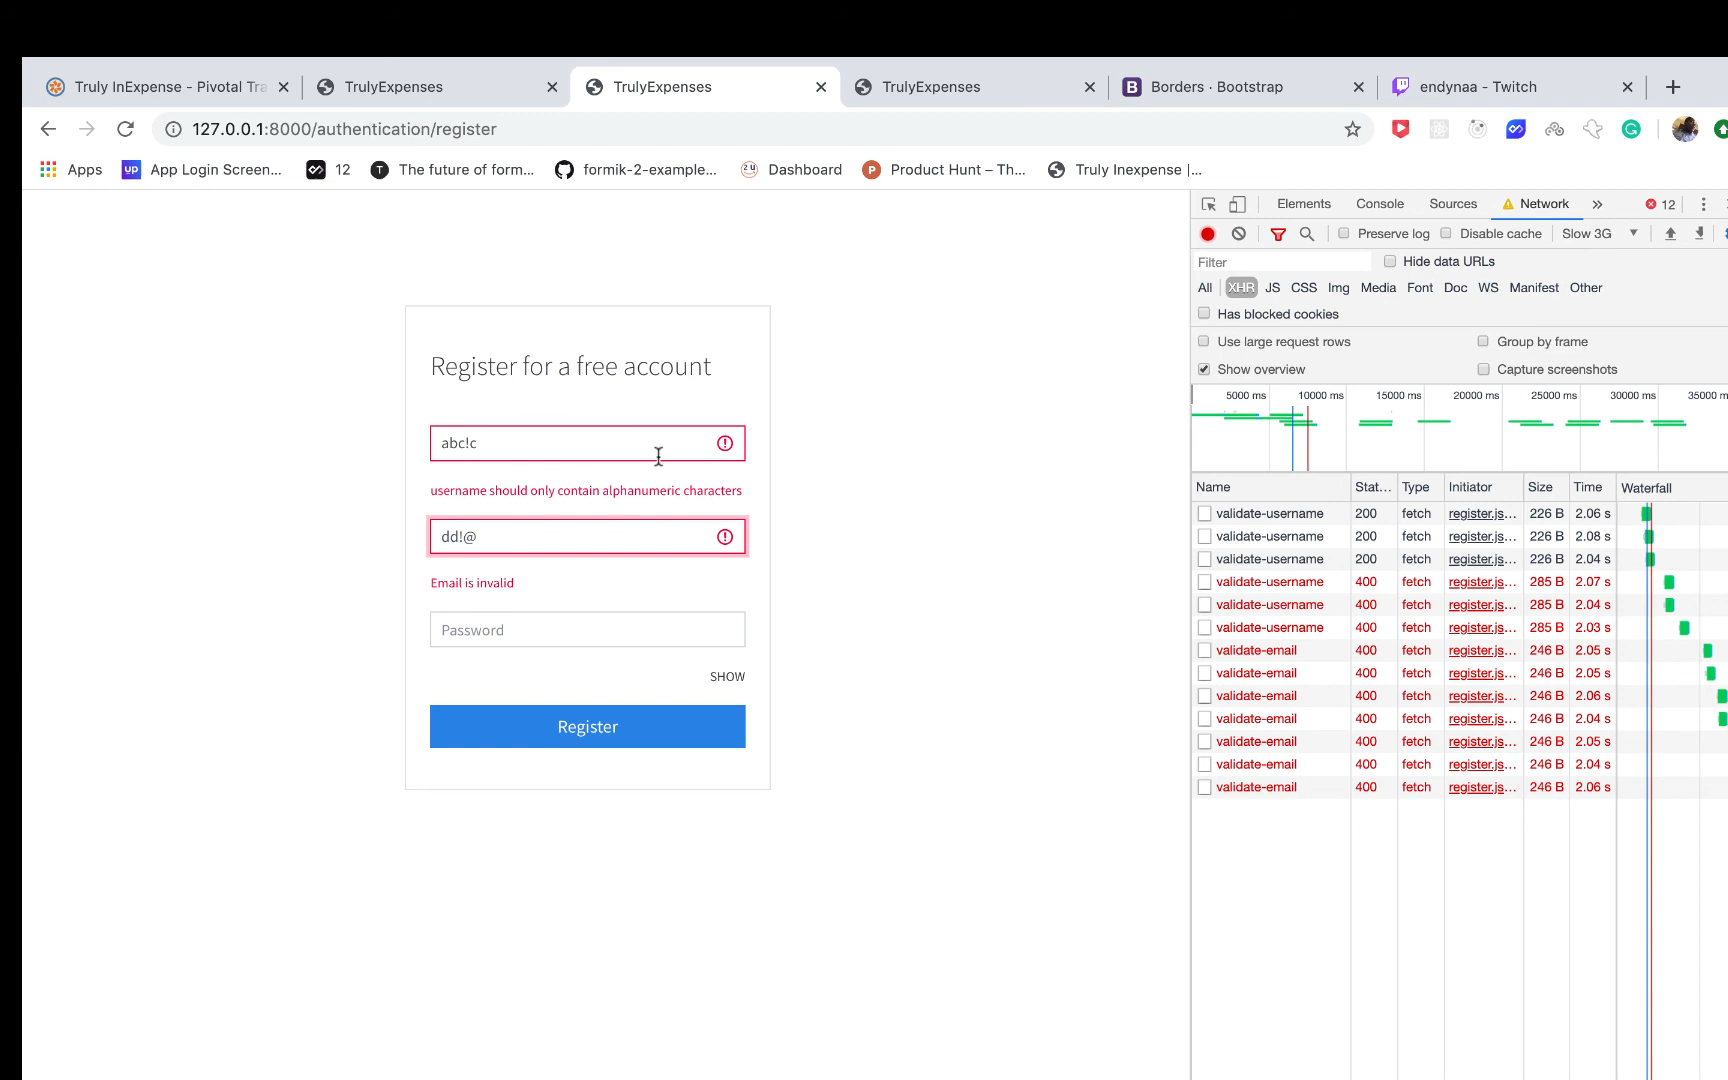 Truly InExpense - Pivotal Tra
TrulyExpenses
TrulyExpenses
TrulyExpenses
Borders · Bootstrap
endynaa - Twitch
127.0.0.1:8000/authentication/register
Apps
App Login Screen...
12
The future of form...
formik-2-example...
Dashboard
Product Hunt – Th...
Truly Inexpense |...
Register for a free account
abc!c
username should only contain alphanumeric characters
dd!@
Email is invalid
Password
SHOW
Register
Elements Console Sources Network » 12
Preserve log Disable cache Slow 3G
Filter Hide data URLs
All XHR JS CSS Img Media Font Doc WS Manifest Other
Has blocked cookies
Use large request rows Group by frame
Show overview Capture screenshots
5000 ms 10000 ms 15000 ms 20000 ms 25000 ms 30000 ms 35000 m
Name Stat... Type Initiator Size Time Waterfall
validate-username 200 fetch register.js... 226 B 2.06 s
validate-username 200 fetch register.js... 226 B 2.08 s
validate-username 200 fetch register.js... 226 B 2.04 s
validate-username 400 fetch register.js... 285 B 2.07 s
validate-username 400 fetch register.js... 285 B 2.04 s
validate-username 400 fetch register.js... 285 B 2.03 s
validate-email 400 fetch register.js... 246 B 2.05 s
validate-email 400 fetch register.js... 246 B 2.05 s
validate-email 400 fetch register.js... 246 B 2.06 s
validate-email 400 fetch register.js... 246 B 2.04 s
validate-email 400 fetch register.js... 246 B 2.05 s
validate-email 400 fetch register.js... 246 B 2.04 s
validate-email 400 fetch register.js... 246 B 2.06 s